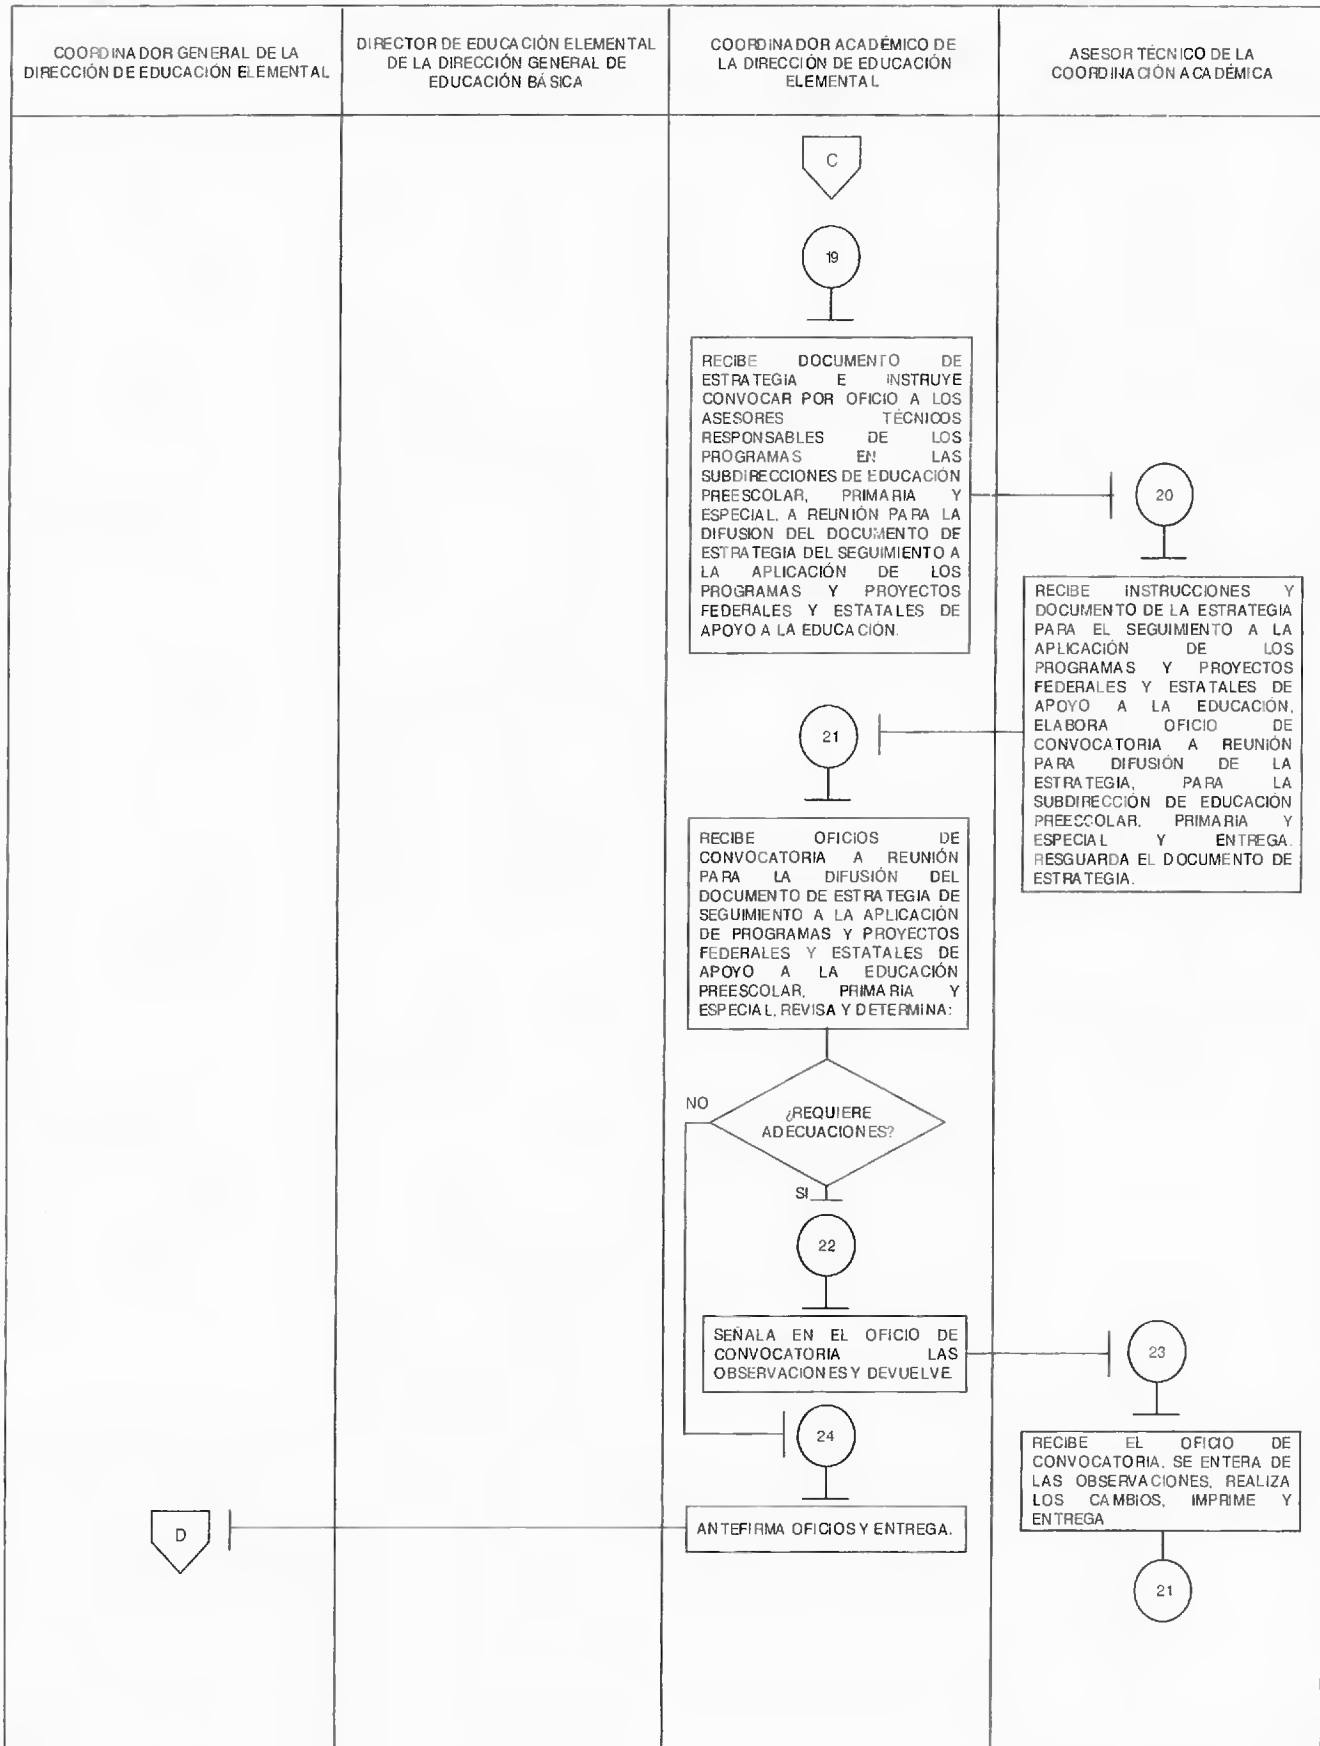 COORDINADOR GENERAL DE LA
DIRECCIÓN DE EDUCACIÓN ELEMENTAL
DIRECTOR DE EDUCACIÓN ELEMENTAL
DE LA DIRECCIÓN GENERAL DE
EDUCACIÓN BÁSICA
COORDINADOR ACADÉMICO DE
LA DIRECCIÓN DE EDUCACIÓN
ELEMENTAL
ASESOR TÉCNICO DE LA
COORDINACIÓN ACADÉMICA
C
19
RECIBE DOCUMENTO DE
ESTRATEGIA E INSTRUYE
CONVOCAR POR OFICIO A LOS
ASESORES TÉCNICOS
RESPONSABLES DE LOS
PROGRAMAS EN LAS
SUBDIRECCIONES DE EDUCACIÓN
PREESCOLAR, PRIMARIA Y
ESPECIAL, A REUNIÓN PARA LA
DIFUSION DEL DOCUMENTO DE
ESTRATEGIA DEL SEGUIMIENTO A
LA APLICACIÓN DE LOS
PROGRAMAS Y PROYECTOS
FEDERALES Y ESTATALES DE
APOYO A LA EDUCACIÓN.
20
RECIBE INSTRUCCIONES Y
DOCUMENTO DE LA ESTRATEGIA
PARA EL SEGUIMIENTO A LA
APLICACIÓN DE LOS
PROGRAMAS Y PROYECTOS
FEDERALES Y ESTATALES DE
APOYO A LA EDUCACIÓN,
ELABORA OFICIO DE
CONVOCATORIA A REUNIÓN
PARA DIFUSIÓN DE LA
ESTRATEGIA, PARA LA
SUBDIRECCIÓN DE EDUCACIÓN
PREESCOLAR, PRIMARIA Y
ESPECIAL Y ENTREGA.
RESGUARDA EL DOCUMENTO DE
ESTRATEGIA.
21
RECIBE OFICIOS DE
CONVOCATORIA A REUNIÓN
PARA LA DIFUSIÓN DEL
DOCUMENTO DE ESTRATEGIA DE
SEGUIMIENTO A LA APLICACIÓN
DE PROGRAMAS Y PROYECTOS
FEDERALES Y ESTATALES DE
APOYO A LA EDUCACIÓN
PREESCOLAR, PRIMARIA Y
ESPECIAL, REVISA Y DETERMINA:
NO
¿REQUIERE
ADECUACIONES?
SI
22
SEÑALA EN EL OFICIO DE
CONVOCATORIA LAS
OBSERVACIONES Y DEVUELVE
23
RECIBE EL OFICIO DE
CONVOCATORIA, SE ENTERA DE
LAS OBSERVACIONES, REALIZA
LOS CAMBIOS, IMPRIME Y
ENTREGA
24
ANTEFIRMA OFICIOS Y ENTREGA.
D
21